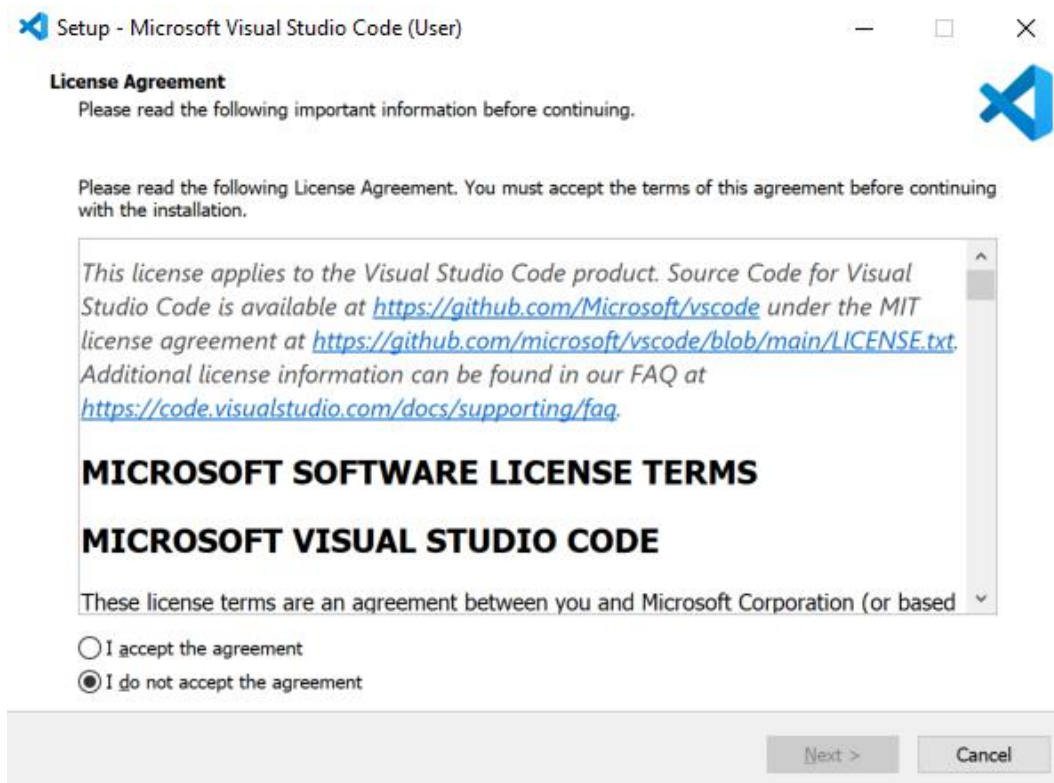 Setup - Microsoft Visual Studio Code (User)
License Agreement
Please read the following important information before continuing.
Please read the following License Agreement. You must accept the terms of this agreement before continuing
with the installation.
This license applies to the Visual Studio Code product. Source Code for Visual
Studio Code is available at https://github.com/Microsoft/vscode under the MIT
license agreement at https://github.com/microsoft/vscode/blob/main/LICENSE.txt.
Additional license information can be found in our FAQ at
https://code.visualstudio.com/docs/supporting/faq.
MICROSOFT SOFTWARE LICENSE TERMS
MICROSOFT VISUAL STUDIO CODE
These license terms are an agreement between you and Microsoft Corporation (or based
I accept the agreement
I do not accept the agreement
Next >
Cancel